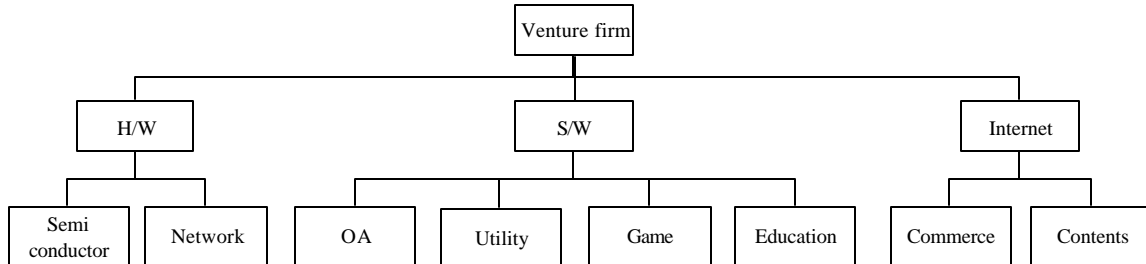 Venture firm
H/W
S/W
Internet
Semi
conductor
Network
OA
Utility
Game
Education
Commerce
Contents